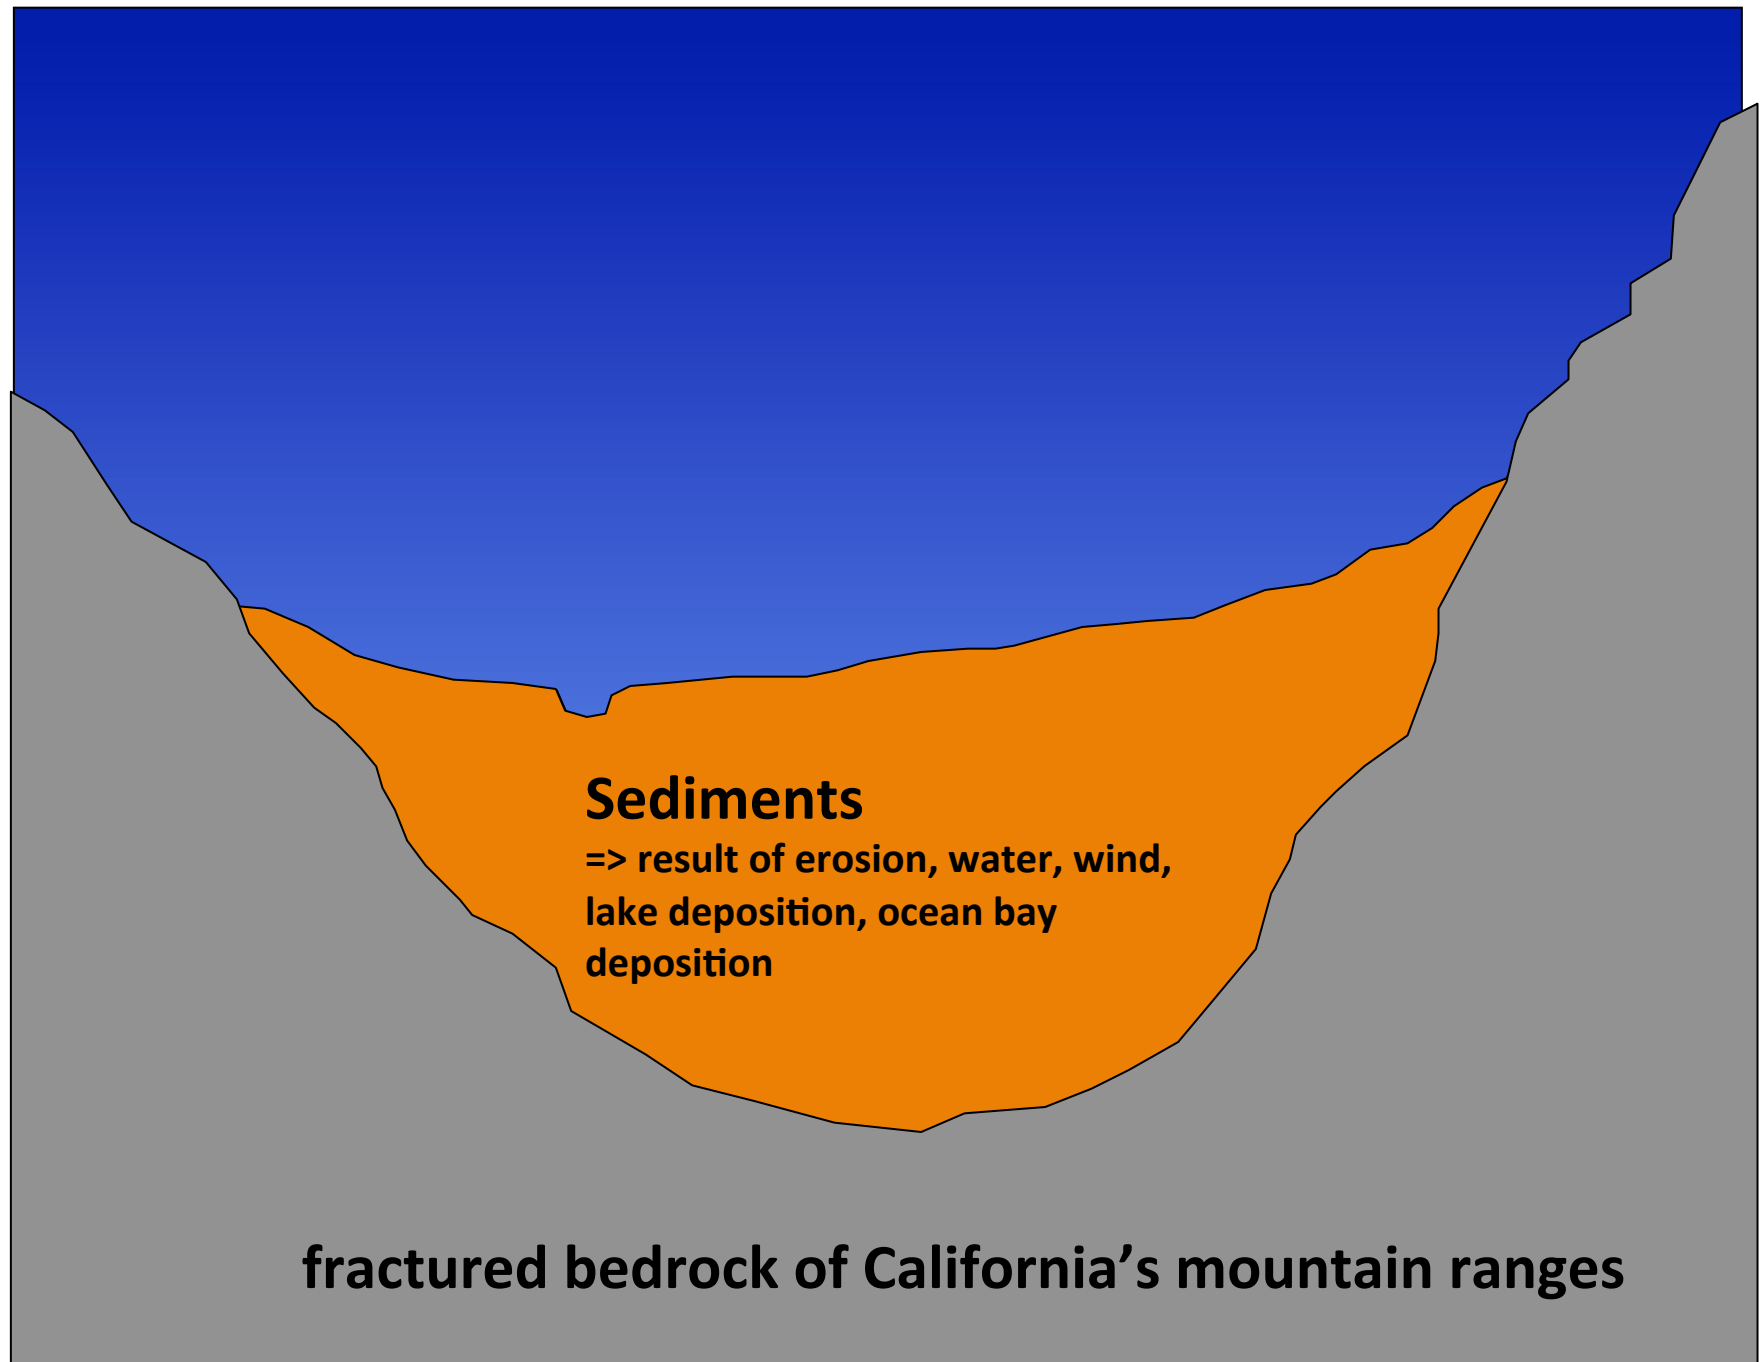 Sediments
=> result of erosion, water, wind,
lake deposition, ocean bay
deposition
fractured bedrock of California’s mountain ranges